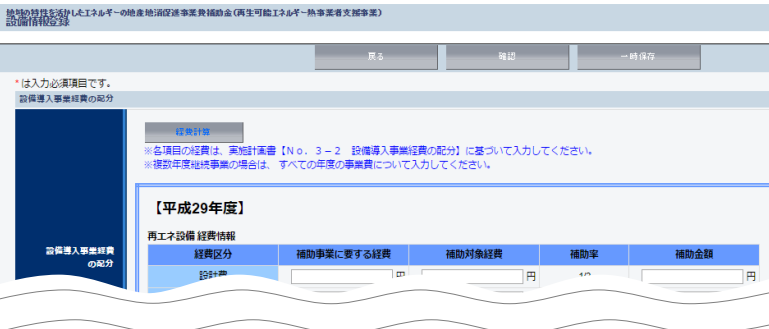 地域の特性を活かしたエネルギーの地産地消促進事業費補助金(再生可能エネルギー熱事業者支援事業)
設備情報登録
戻る 確認 一時保存
*は入力必須項目です。
設備導入事業経費の配分
経費計算
※各項目の経費は、実施計画書【No．3－2　設備導入事業経費の配分】に基づいて入力してください。
※複数年度継続事業の場合は、すべての年度の事業費について入力してください。
【平成29年度】
再エネ設備 経費情報
設備導入事業経費
の配分
経費区分 補助事業に要する経費 補助対象経費 補助率 補助金額
設計費 円 円 円